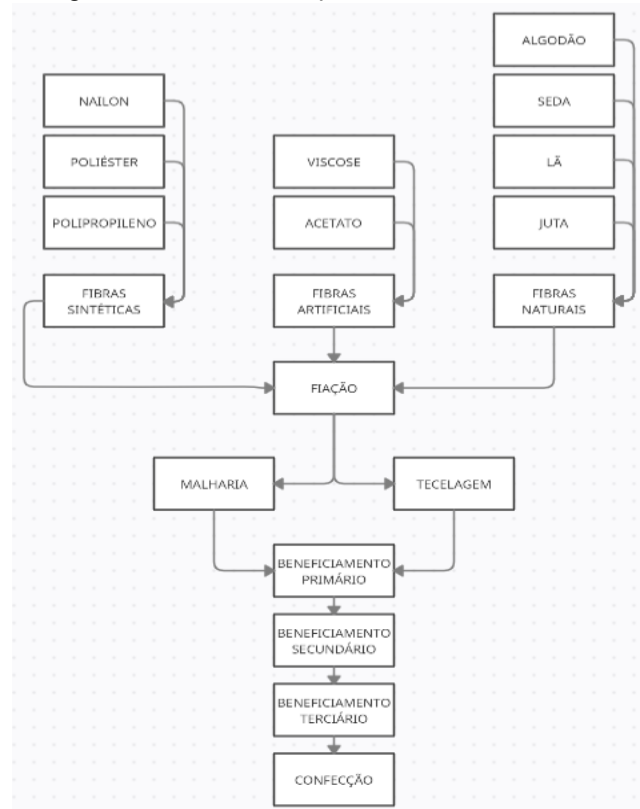 ALGODÃO
NAILON
SEDA
POLIÉSTER
VISCOSE
LÃ
POLIPROPILENO
ACETATO
JUTA
FIBRAS
SINTÉTICAS
FIBRAS
ARTIFICIAIS
FIBRAS
NATURAIS
FIAÇÃO
MALHARIA
TECELAGEM
BENEFICIAMENTO
PRIMÁRIO
BENEFICIAMENTO
SECUNDÁRIO
BENEFICIAMENTO
TERCIÁRIO
CONFECÇÃO